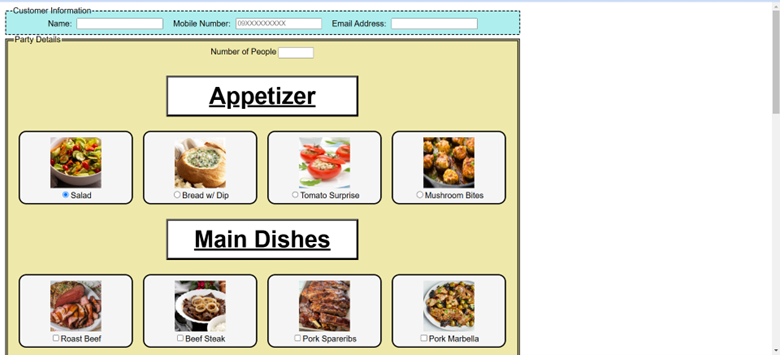 Customer Information
Name: Mobile Number: 09XXXXXXXXX Email Address:
Party Details
Number of People
Appetizer
Salad Bread w/ Dip Tomato Surprise Mushroom Bites
Main Dishes
Roast Beef Beef Steak Pork Spareribs Pork Marbella